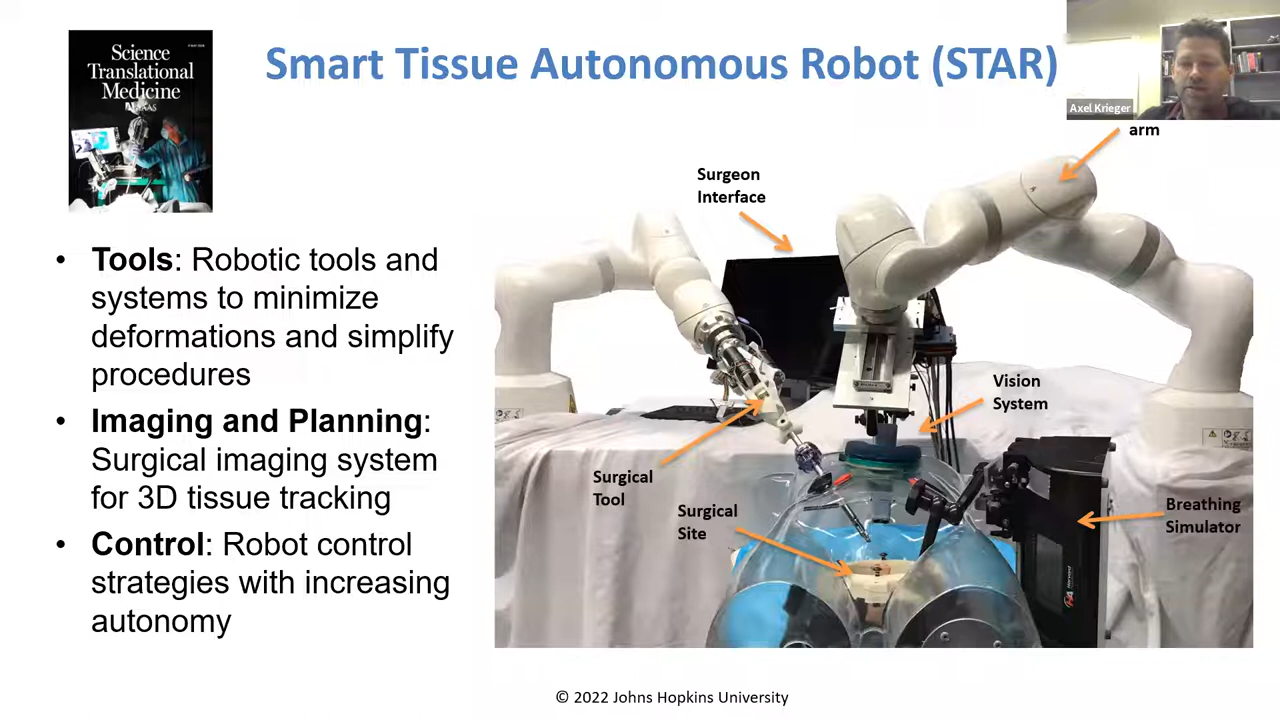 Science
Translational
Medicine
AAAS
Smart Tissue Autonomous Robot (STAR)
Axel Krieger
arm
Surgeon
Interface
• Tools: Robotic tools and
systems to minimize
deformations and simplify
procedures
• Imaging and Planning:
Surgical imaging system
for 3D tissue tracking
• Control: Robot control
strategies with increasing
autonomy
Vision
System
Surgical
Tool
Surgical
Site
Breathing
Simulator
© 2022 Johns Hopkins University